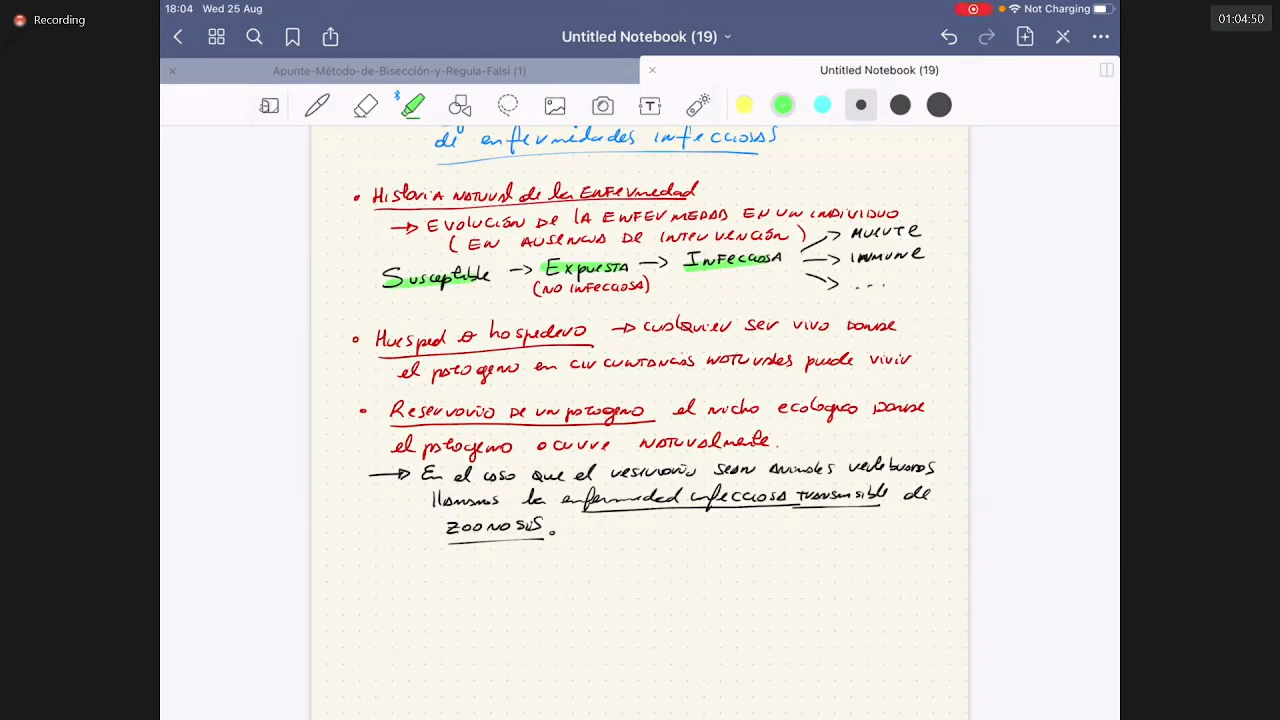 Recording
18:04 Wed 25 Aug
Not Charging
01:04:50
Untitled Notebook (19)
Apunte-Método-de-Bisección-y-Regula-Falsi (1)
Untitled Notebook (19)
de enfermidades infecciosas
• Historia natural de la Enfermedad
→ Evolución de la enfermedad en un individuo
(en ausencia de intervención)
→ muerte
Susceptible → Expuesta → Infecciosa → immune
(no infecciosa)
→ ...
• Huesped o hospedero → cualquier ser vivo donde
el patogeno en circuntancias naturales puede vivir
• Reservorio de un patogeno el nicho ecologico donde
el patogeno ocurre naturalmente.
→ En el caso que el reservorio sean animales vertebrados
llamamos la enfermedad infecciosa transmisible de
zoonosis.